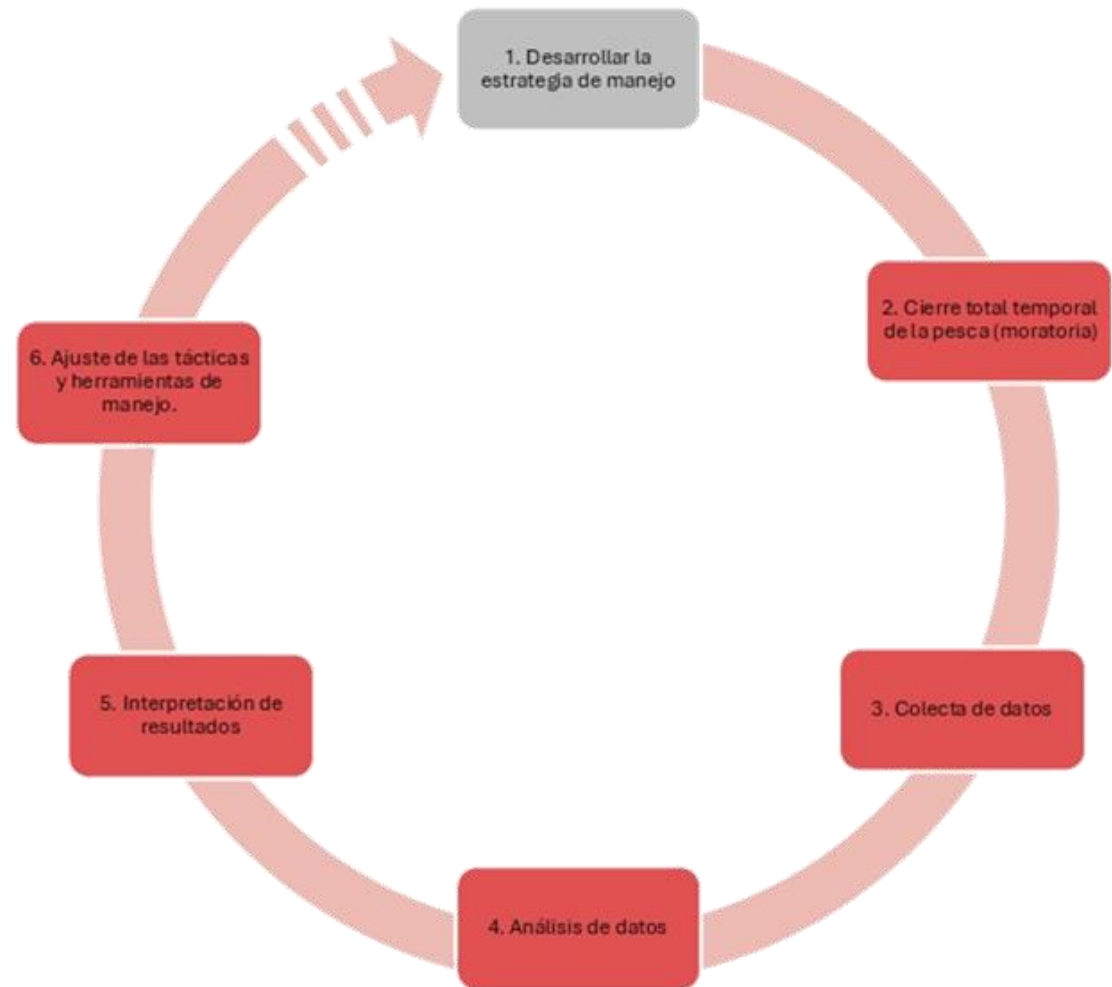 1. Desarrollar la
estrategia de manejo
2. Cierre total temporal
de la pesca (moratoria)
3. Colecta de datos
4. Análisis de datos
5. Interpretación de
resultados
6. Ajuste de las tácticas
y herramientas de
manejo.